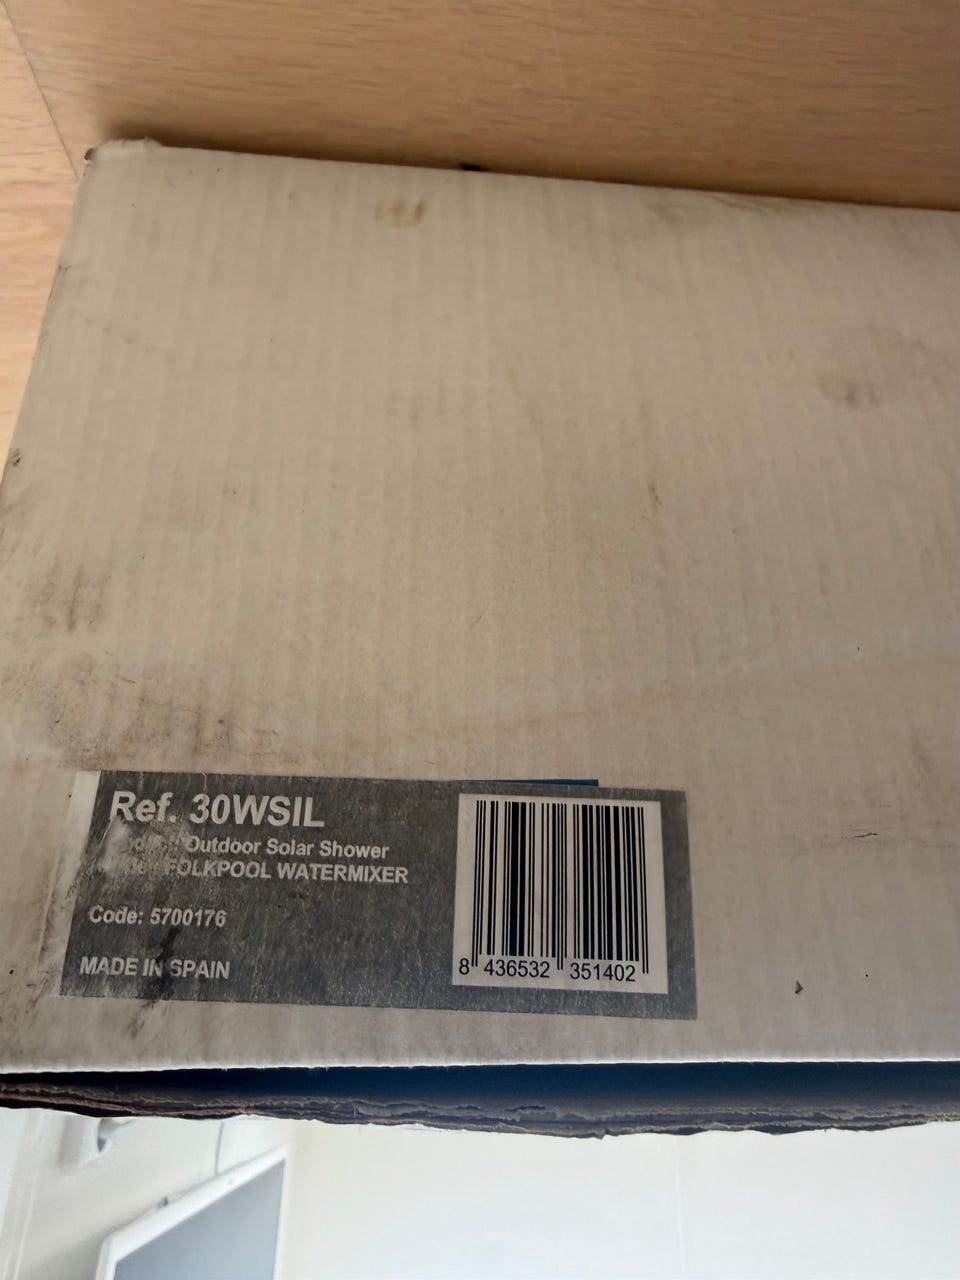 Ref. 30WSIL
Outdoor Solar Shower
FOLKPOOL WATERMIXER
Code: 5700176
MADE IN SPAIN
8 436532 351402